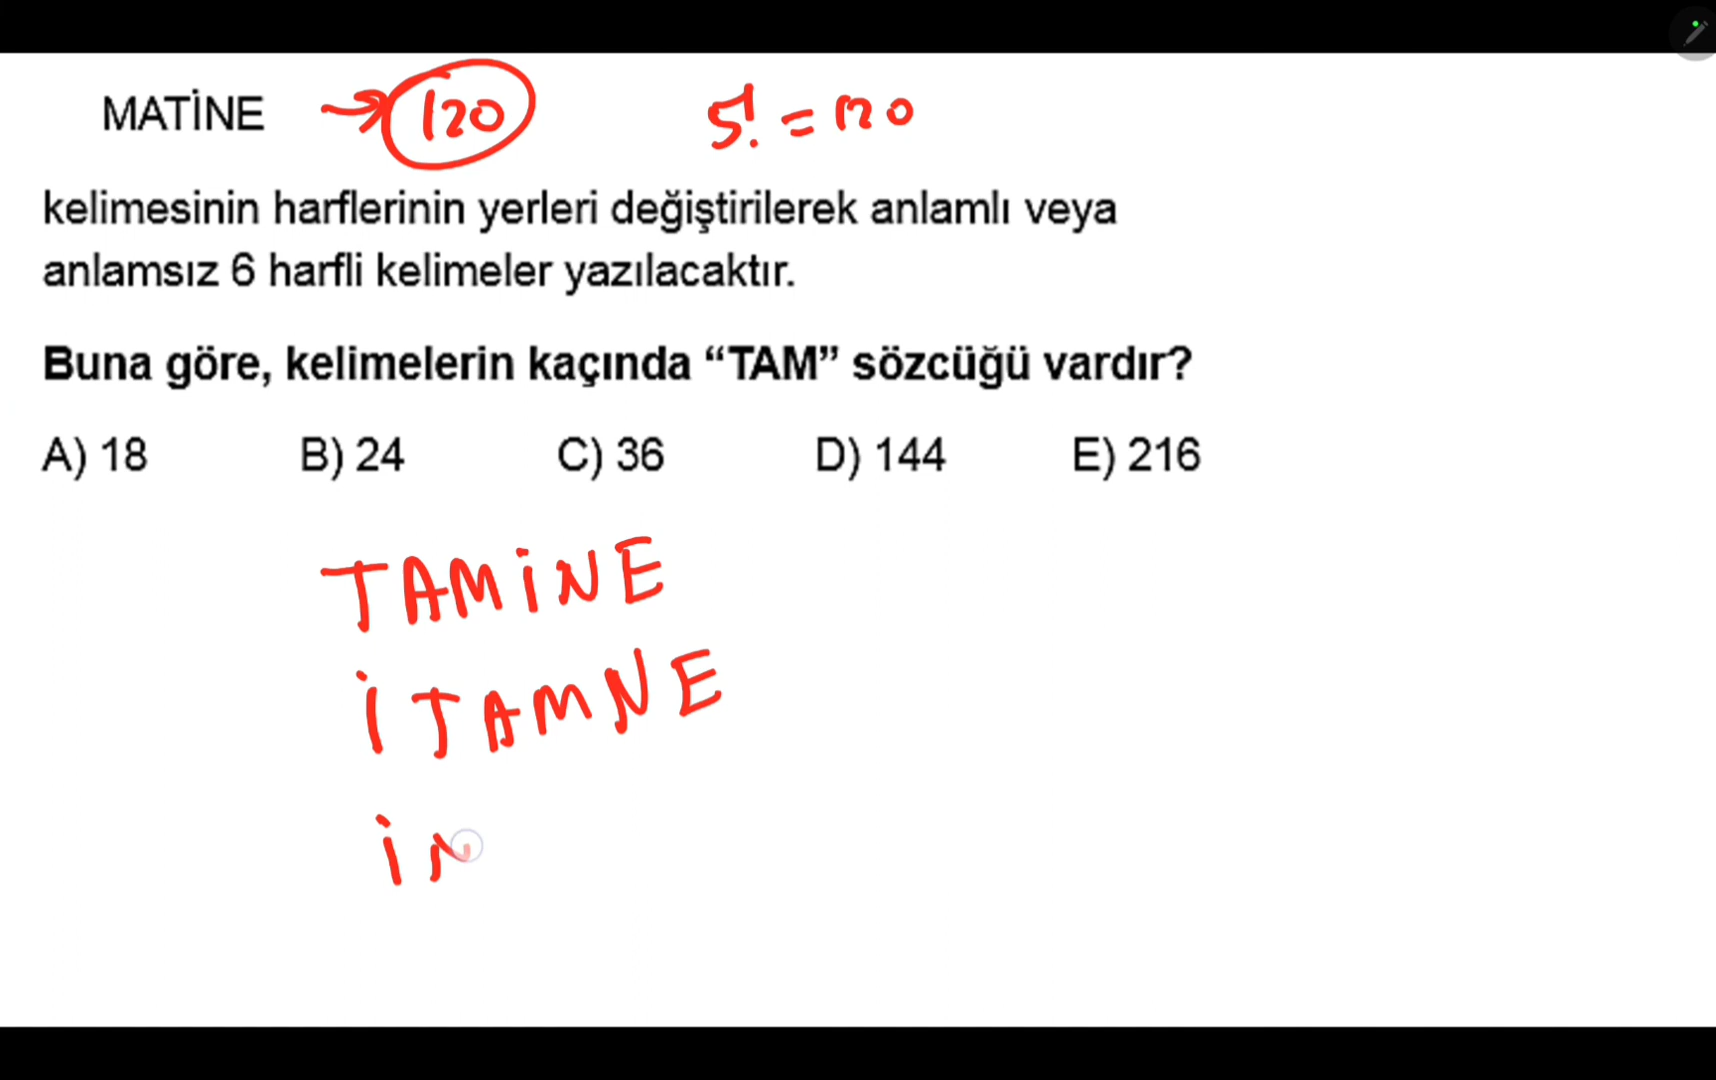 MATİNE → 120 5! = 120
kelimesinin harflerinin yerleri değiştirilerek anlamlı veya
anlamsız 6 harfli kelimeler yazılacaktır.
Buna göre, kelimelerin kaçında “TAM” sözcüğü vardır?
A) 18 B) 24 C) 36 D) 144 E) 216
TAMİNE
İTAMNE
İN